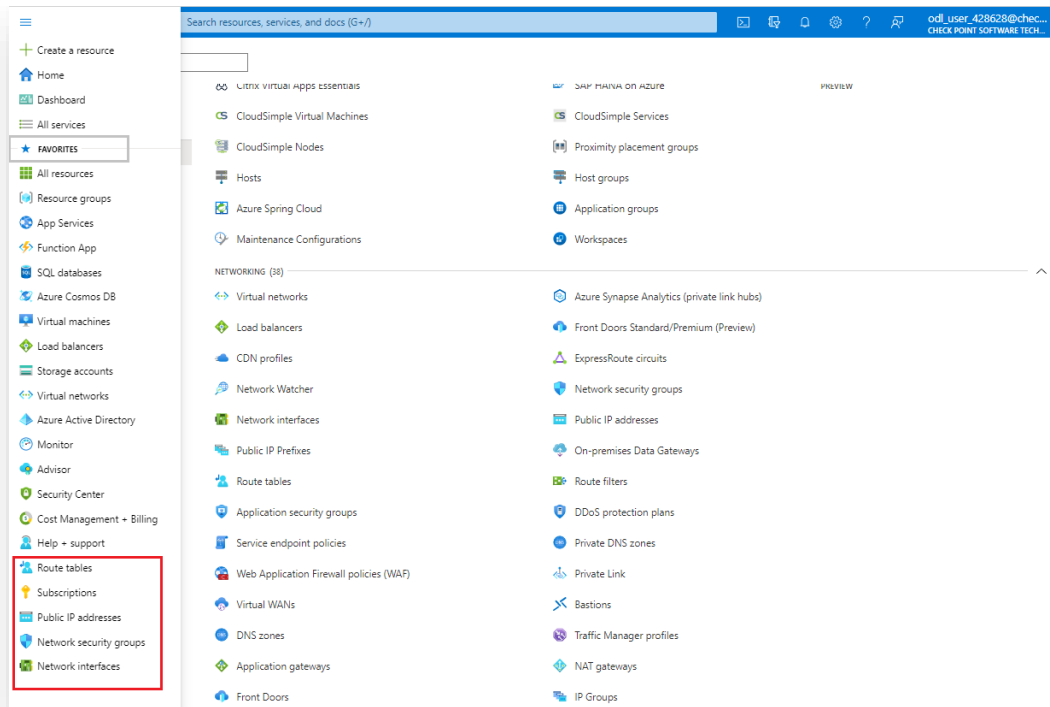 Search resources, services, and docs (G+/)
odl_user_428628@chec...
CHECK POINT SOFTWARE TECH...
Create a resource
Home
Dashboard
All services
FAVORITES
All resources
Resource groups
App Services
Function App
SQL databases
Azure Cosmos DB
Virtual machines
Load balancers
Storage accounts
Virtual networks
Azure Active Directory
Monitor
Advisor
Security Center
Cost Management + Billing
Help + support
Route tables
Subscriptions
Public IP addresses
Network security groups
Network interfaces
Citrix Virtual Apps Essentials
SAP HANA on Azure
PREVIEW
CloudSimple Virtual Machines
CloudSimple Services
CloudSimple Nodes
Proximity placement groups
Hosts
Host groups
Azure Spring Cloud
Application groups
Maintenance Configurations
Workspaces
NETWORKING (38)
Virtual networks
Azure Synapse Analytics (private link hubs)
Load balancers
Front Doors Standard/Premium (Preview)
CDN profiles
ExpressRoute circuits
Network Watcher
Network security groups
Network interfaces
Public IP addresses
Public IP Prefixes
On-premises Data Gateways
Route tables
Route filters
Application security groups
DDoS protection plans
Service endpoint policies
Private DNS zones
Web Application Firewall policies (WAF)
Private Link
Virtual WANs
Bastions
DNS zones
Traffic Manager profiles
Application gateways
NAT gateways
Front Doors
IP Groups